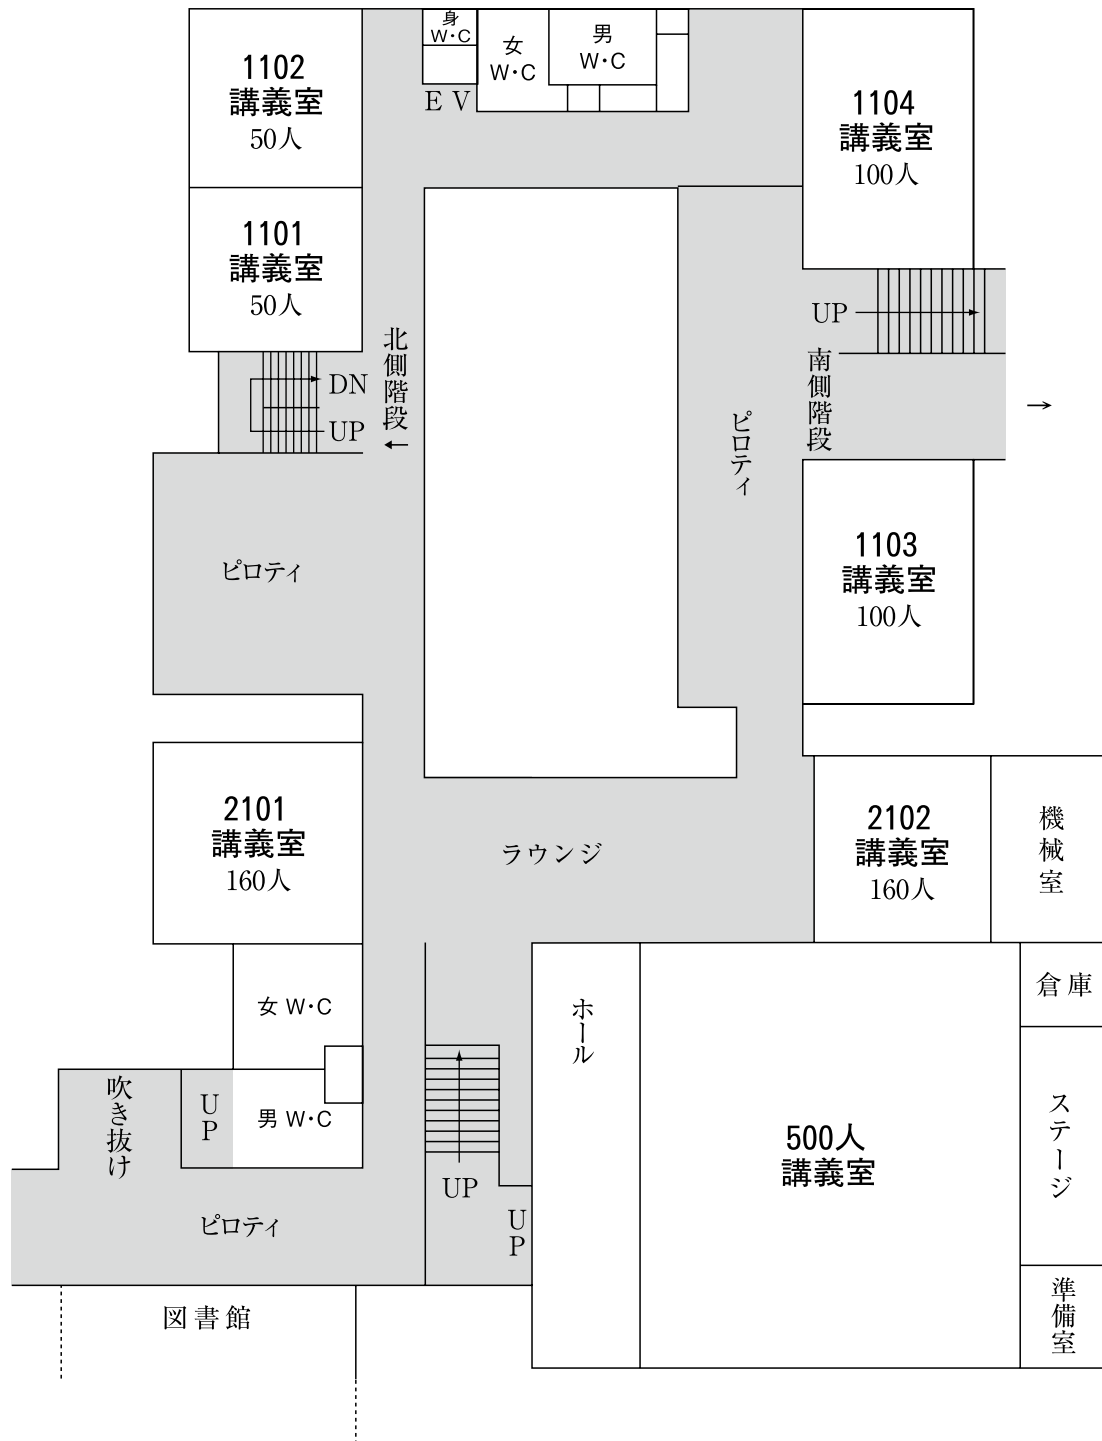 1102
講義室
50人
身
W・C
女
W・C
男
W・C
EV
1104
講義室
100人
1101
講義室
50人
UP
北側階段
←
DN
UP
南側階段
→
ピロティ
ピロティ
1103
講義室
100人
2101
講義室
160人
ラウンジ
2102
講義室
160人
機械室
女 W・C
ホール
倉庫
吹き抜け
UP
男 W・C
ステージ
500人
講義室
UP
UP
ピロティ
図書館
準備室